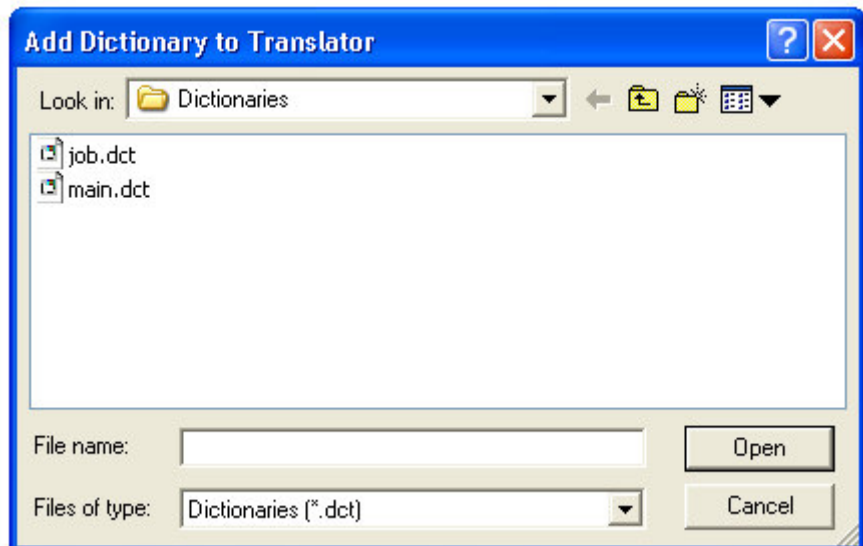 Add Dictionary to Translator
Look in: Dictionaries
job.dct
main.dct
File name:
Open
Files of type: Dictionaries (*.dct)
Cancel